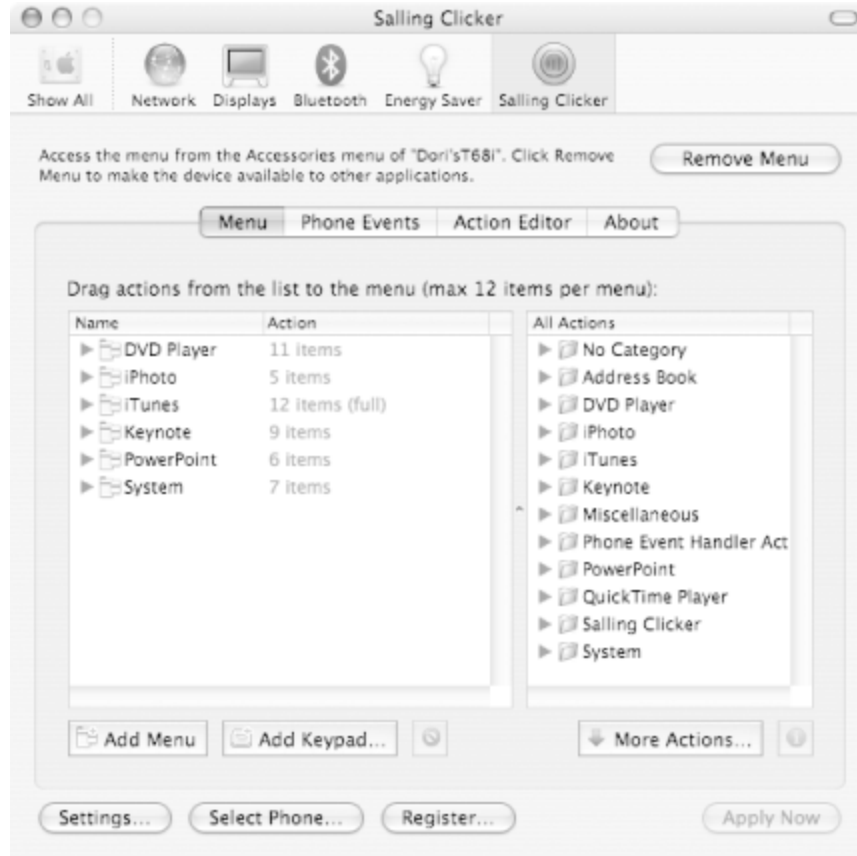 Salling Clicker
Show All Network Displays Bluetooth Energy Saver Salling Clicker
Access the menu from the Accessories menu of "Dori'sT68i". Click Remove
Menu to make the device available to other applications.
Remove Menu
Menu Phone Events Action Editor About
Drag actions from the list to the menu (max 12 items per menu):
Name Action
DVD Player 11 items
iPhoto 5 items
iTunes 12 items (full)
Keynote 9 items
PowerPoint 6 items
System 7 items
All Actions
No Category
Address Book
DVD Player
iPhoto
iTunes
Keynote
Miscellaneous
Phone Event Handler Act
PowerPoint
QuickTime Player
Salling Clicker
System
Add Menu Add Keypad... More Actions...
Settings... Select Phone... Register... Apply Now